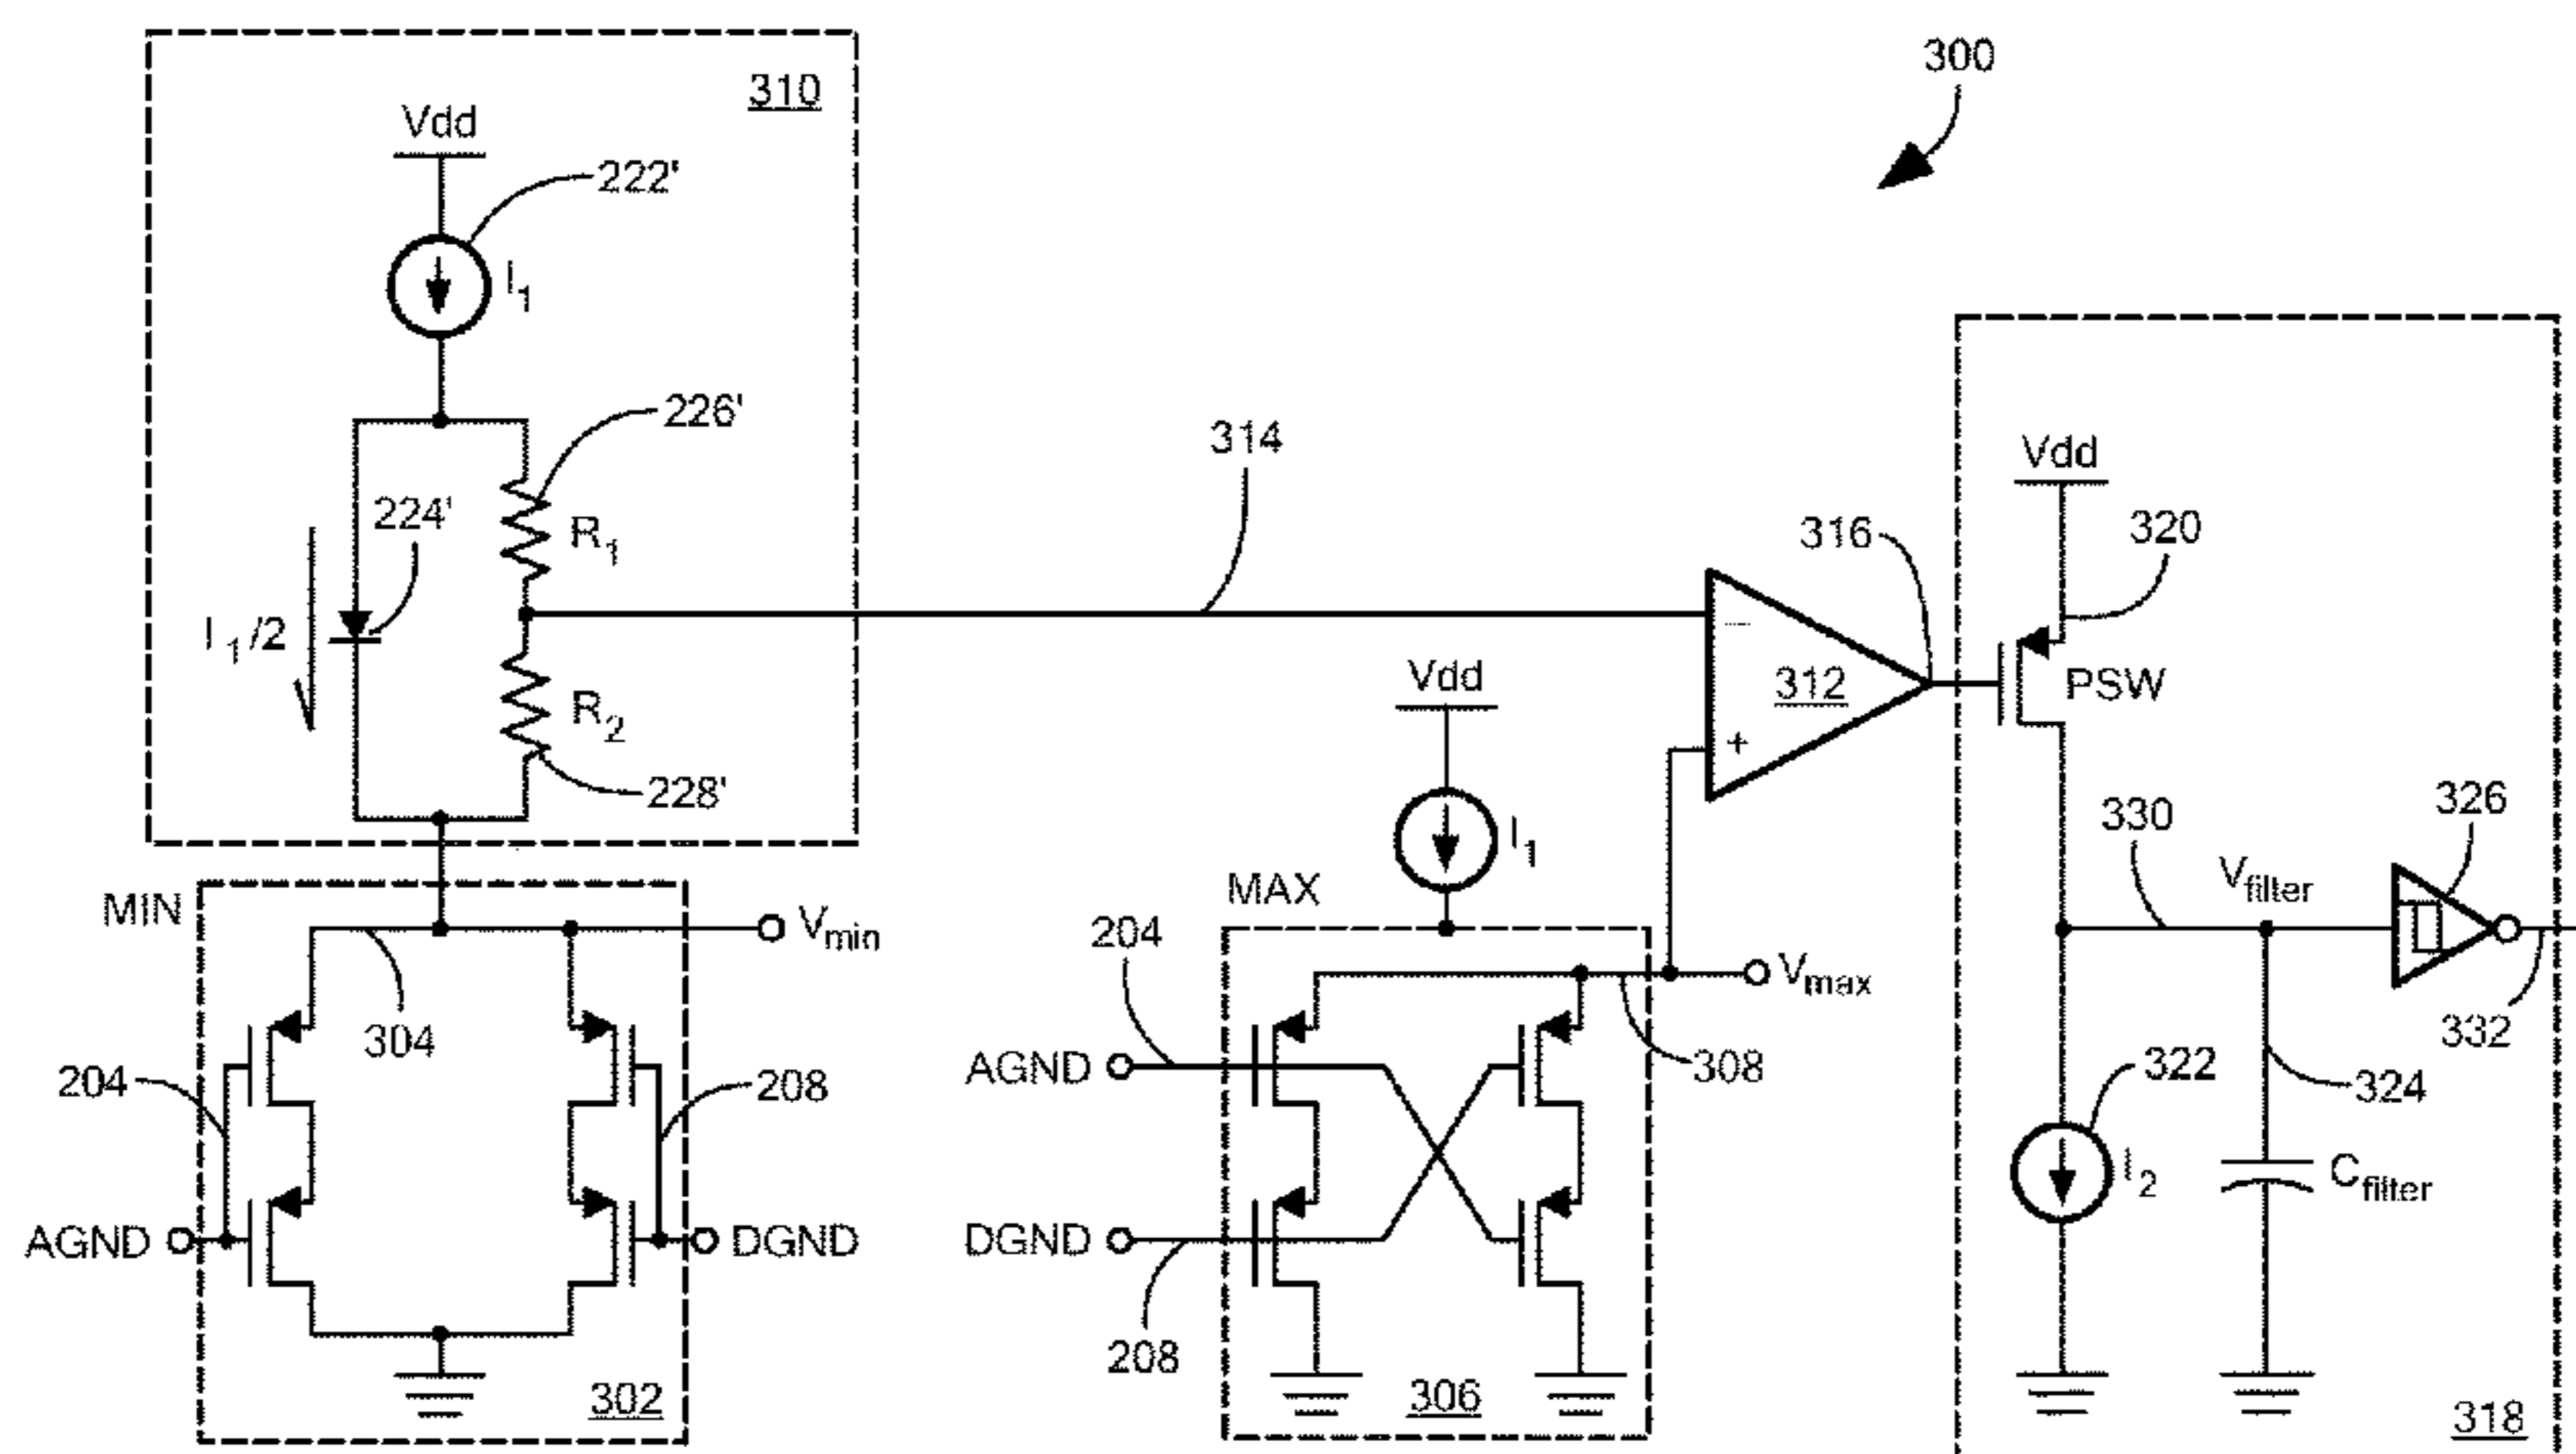 300
310
Vdd
222'
I1
226'
314
Vdd
224'
R1
316
320
I1/2
−
R2
312
PSW
Vdd
+
228'
326
330
I1
Vfilter
MIN
MAX
Vmin
204
Vmax
304
332
204
208
AGND
308
322
324
I2
Cfilter
AGND
DGND
DGND
208
302
306
318